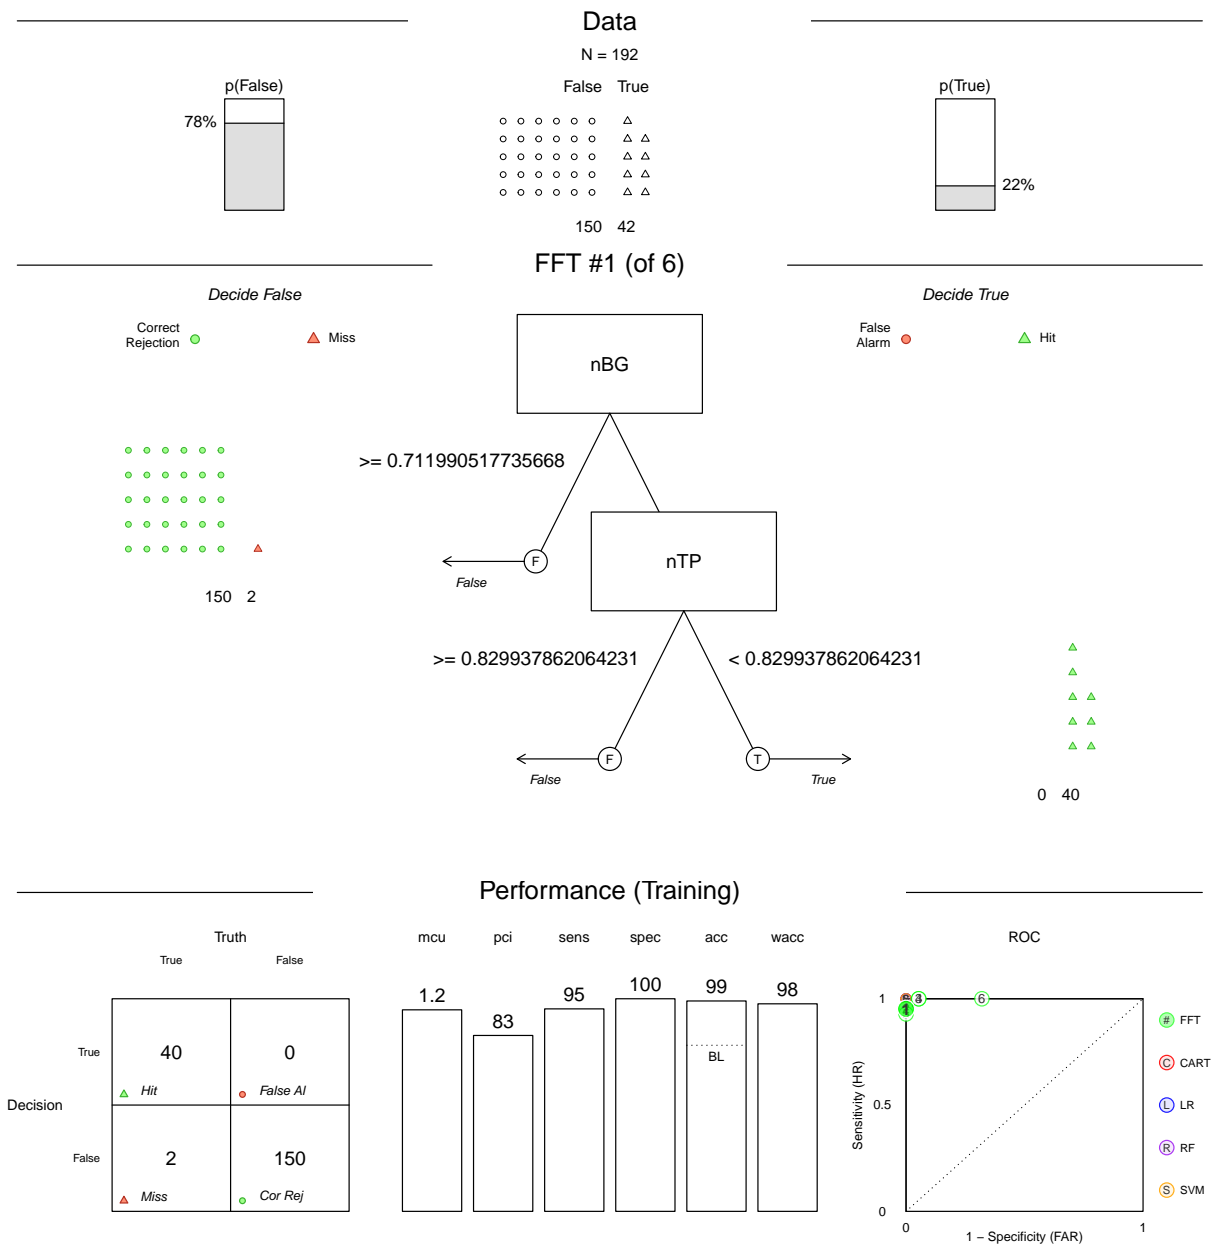 Data
N = 192
p(False)
False True
p(True)
78%
22%
150 42
FFT #1 (of 6)
Decide False
Decide True
Correct
Rejection
Miss
False
Alarm
Hit
nBG
>= 0.711990517735668
F
False
nTP
150 2
>= 0.829937862064231
< 0.829937862064231
F
False
T
True
0 40
Performance (Training)
Truth
True False
mcu pci sens spec acc wacc
ROC
1.2 83 95 100 99 98
BL
Decision
True
40
Hit
0
False Al
False
2
Miss
150
Cor Rej
Sensitivity (HR)
1
0.5
0
0 1
1 − Specificity (FAR)
1
6
# FFT
C CART
L LR
R RF
S SVM